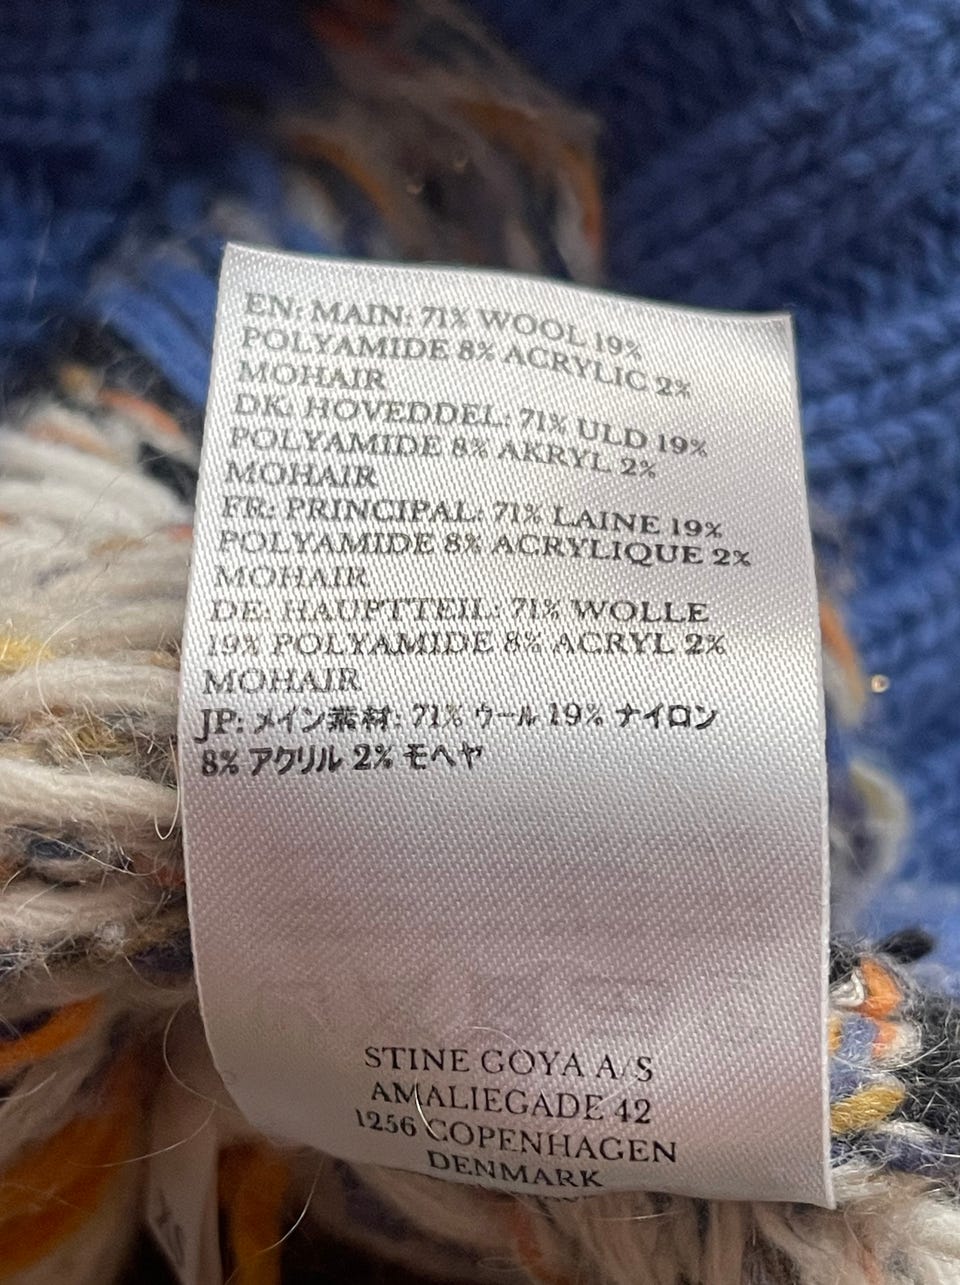 EN: MAIN: 71% WOOL 19%
POLYAMIDE 8% ACRYLIC 2%
MOHAIR
DK: HOVEDDEL: 71% ULD 19%
POLYAMIDE 8% AKRYL 2%
MOHAIR
FR: PRINCIPAL: 71% LAINE 19%
POLYAMIDE 8% ACRYLIQUE 2%
MOHAIR
DE: HAUPTTEIL: 71% WOLLE
19% POLYAMIDE 8% ACRYL 2%
MOHAIR
JP: メイン素材: 71% ウール 19% ナイロン
8% アクリル 2% モヘヤ
STINE GOYA A/S
AMALIEGADE 42
1256 COPENHAGEN
DENMARK